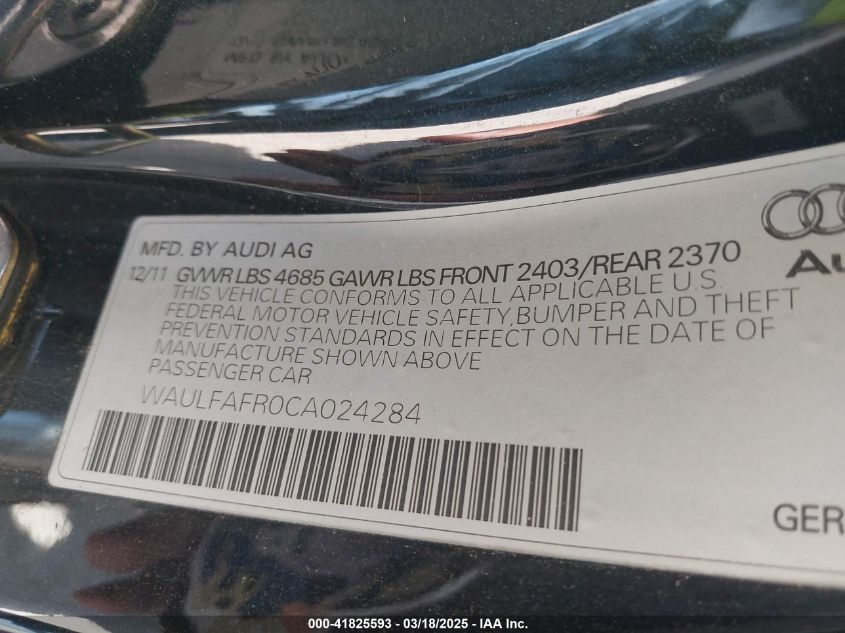 MFD. BY AUDI AG
12/11 GVWR LBS 4685 GAWR LBS FRONT 2403/REAR 2370
THIS VEHICLE CONFORMS TO ALL APPLICABLE U.S.
FEDERAL MOTOR VEHICLE SAFETY, BUMPER AND THEFT
PREVENTION STANDARDS IN EFFECT ON THE DATE OF
MANUFACTURE SHOWN ABOVE
PASSENGER CAR
WAULFAFR0CA024284
Au
GER
000-41825593 - 03/18/2025 - IAA Inc.